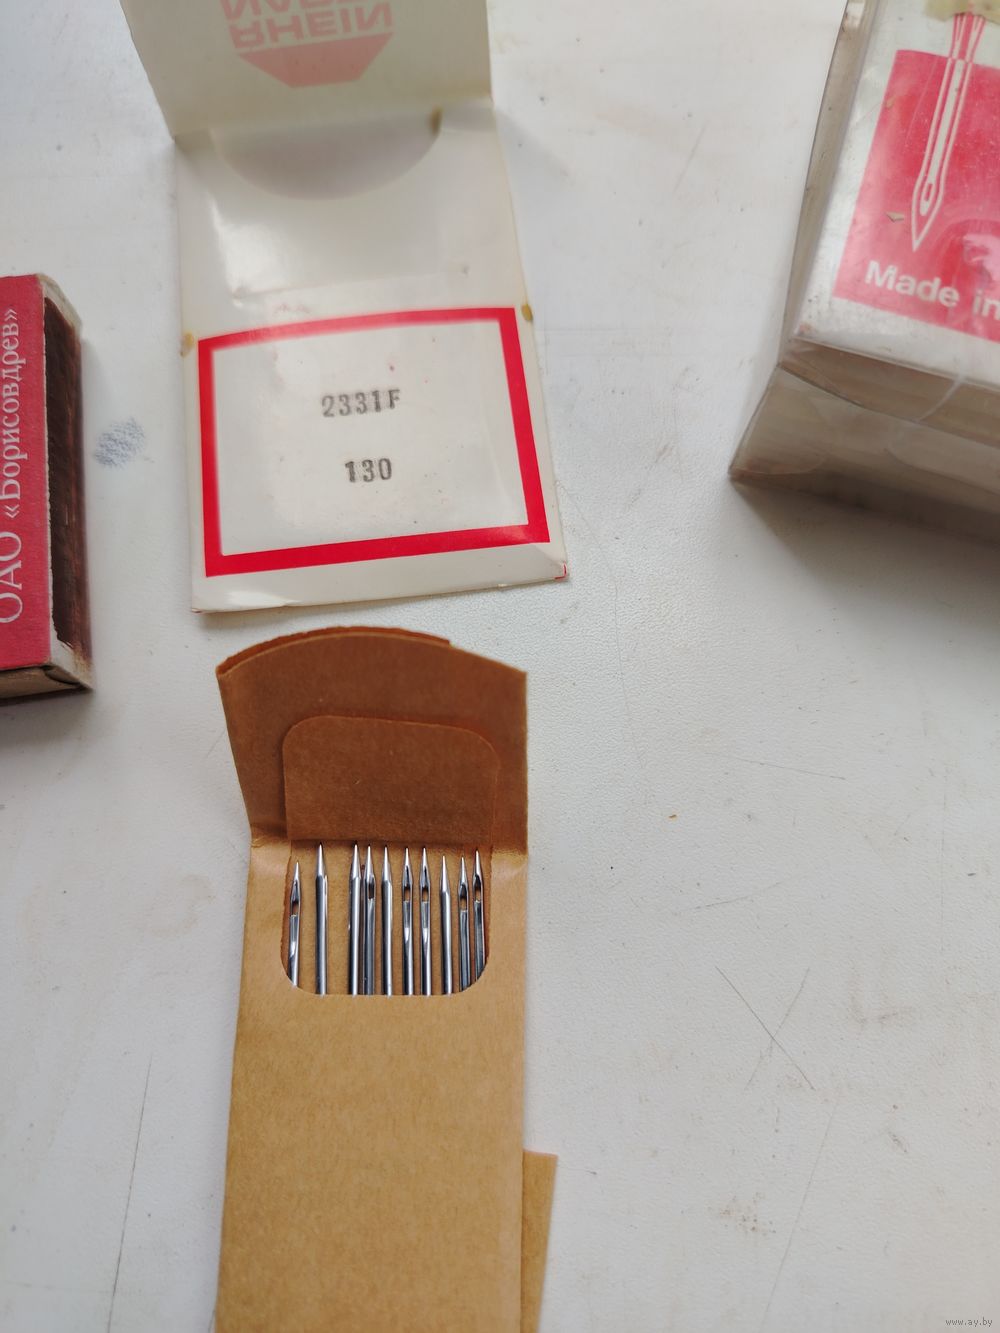 RHEIN
Made in
ОАО «Борисовдрев»
2331F
130
www.ay.by